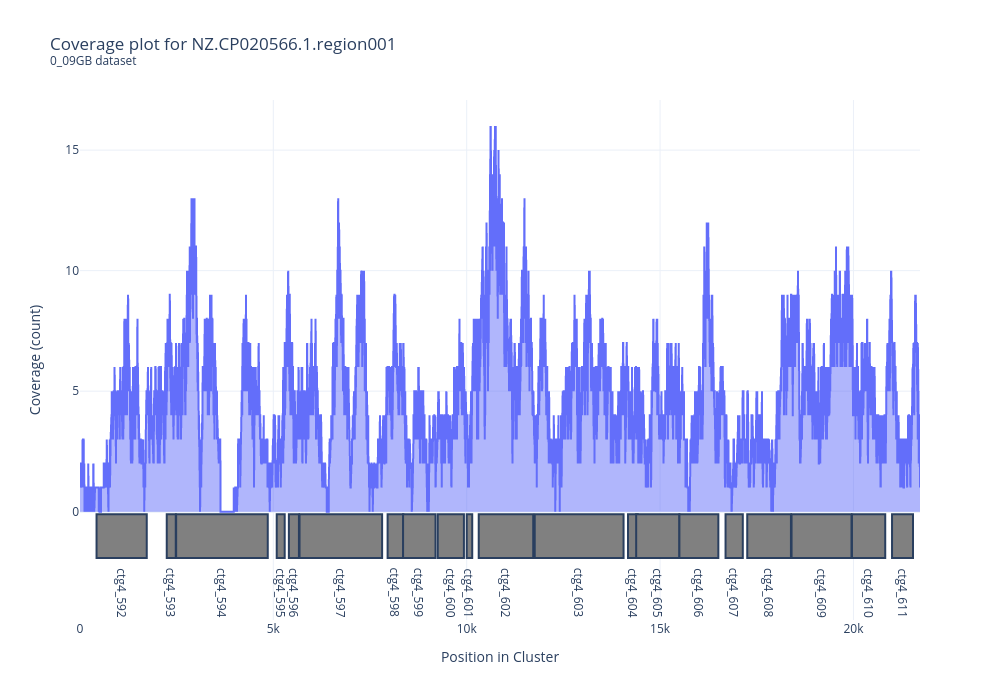 Coverage plot for NZ.CP020566.1.region001
0_09GB dataset
Coverage (count)
15
10
5
0
ctg4_592
ctg4_593
ctg4_594
ctg4_595
ctg4_596
ctg4_597
ctg4_598
ctg4_599
ctg4_600
ctg4_601
ctg4_602
ctg4_603
ctg4_604
ctg4_605
ctg4_606
ctg4_607
ctg4_608
ctg4_609
ctg4_610
ctg4_611
0 5k 10k 15k 20k
Position in Cluster